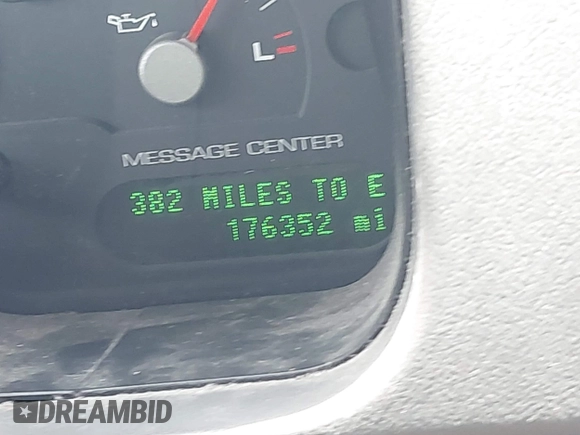 L
MESSAGE CENTER
382 MILES TO E
176352 mi
DREAMBID